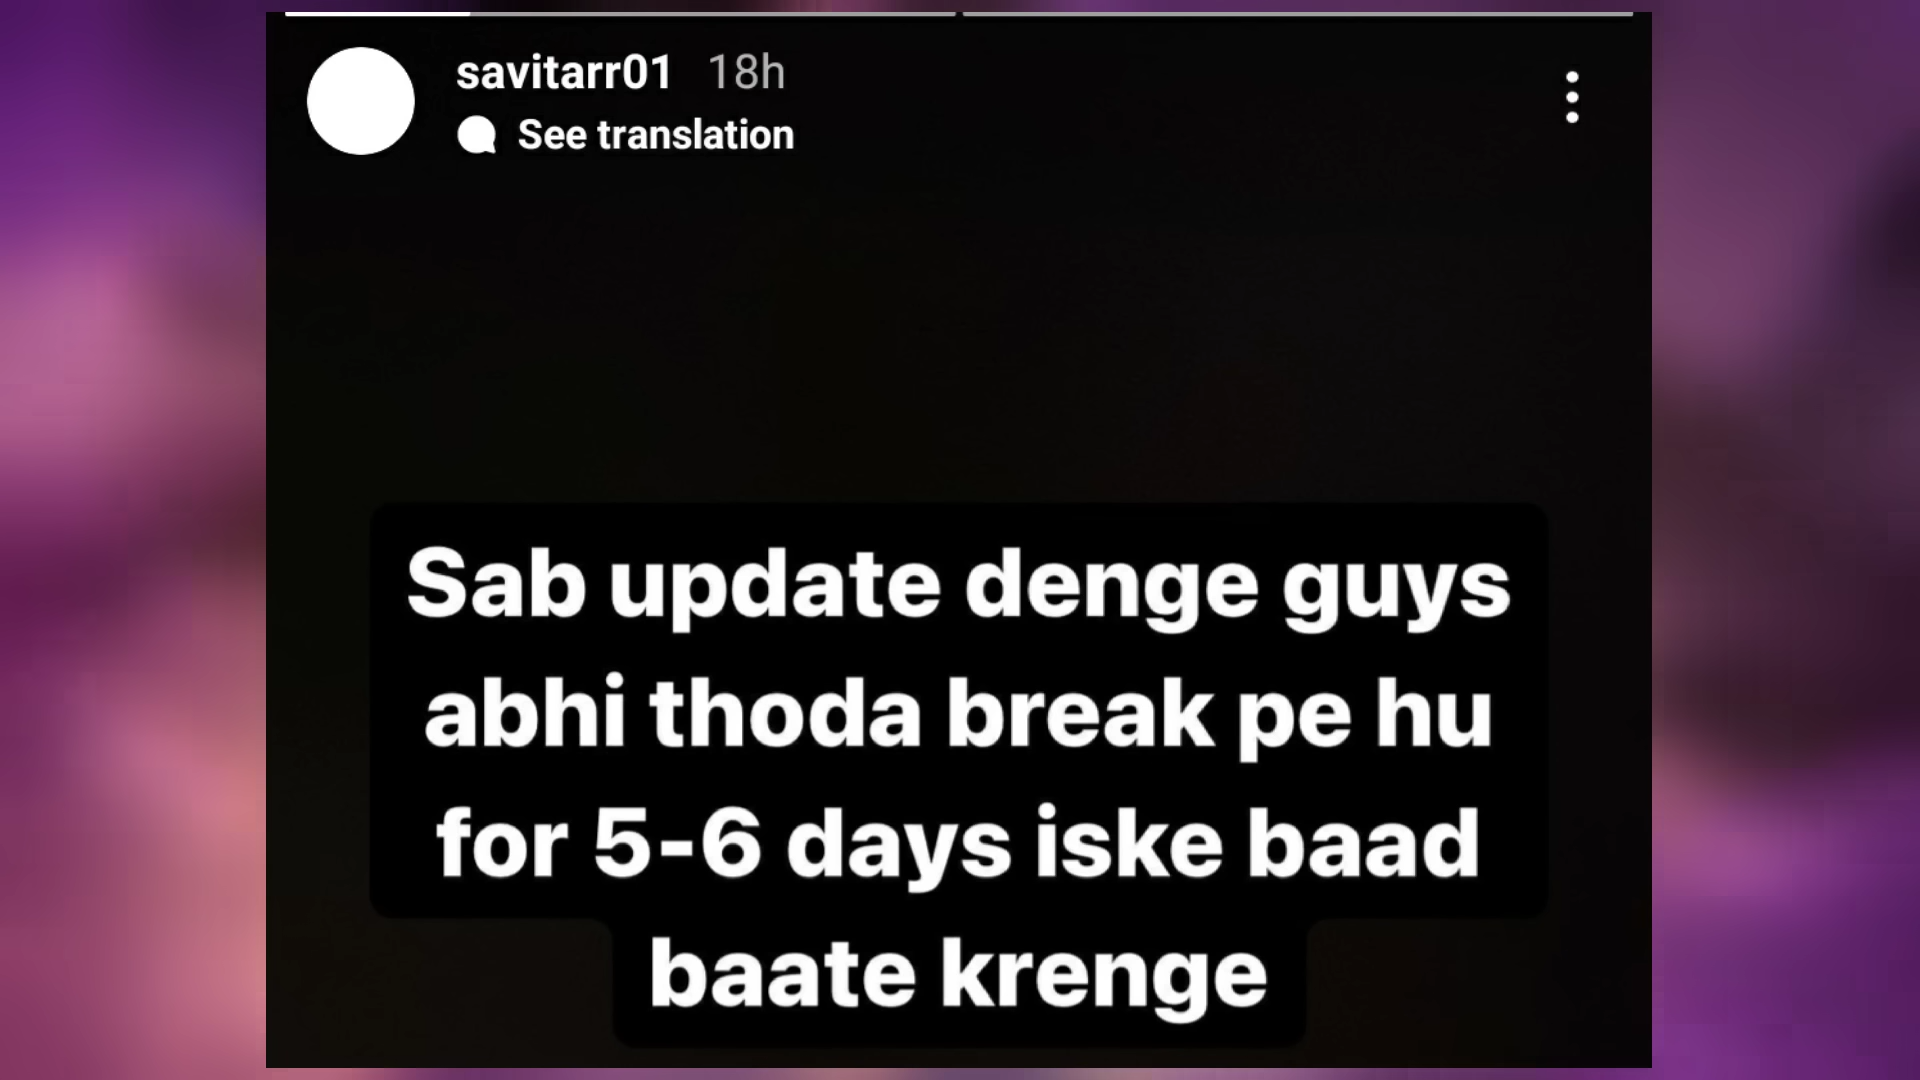 savitarr01 18h
See translation
Sab update denge guys
abhi thoda break pe hu
for 5-6 days iske baad
baate krenge